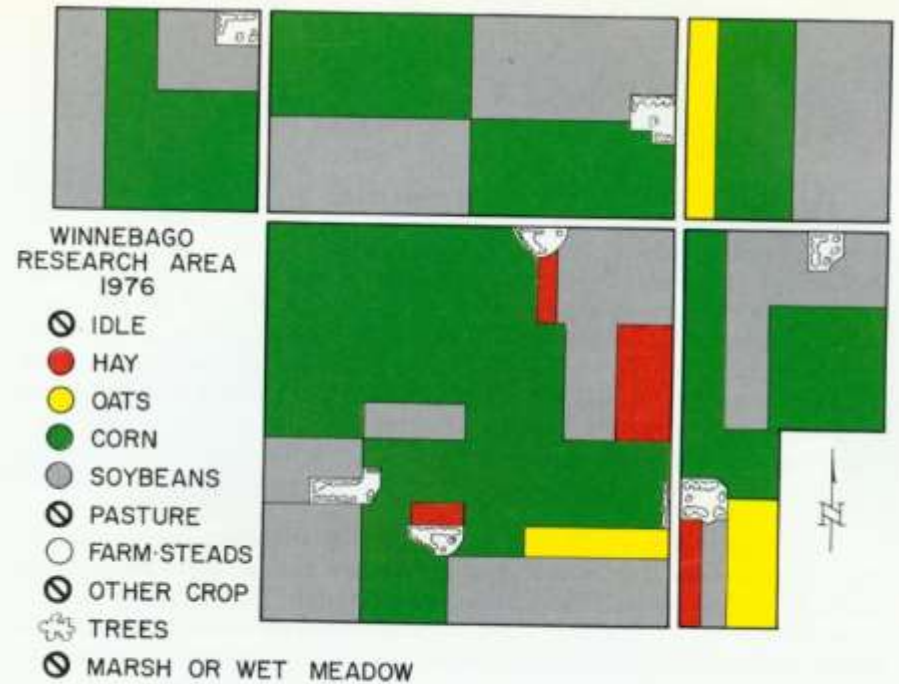 WINNEBAGO
RESEARCH AREA
1976
IDLE
HAY
OATS
CORN
SOYBEANS
PASTURE
FARM-STEADS
OTHER CROP
TREES
MARSH OR WET MEADOW